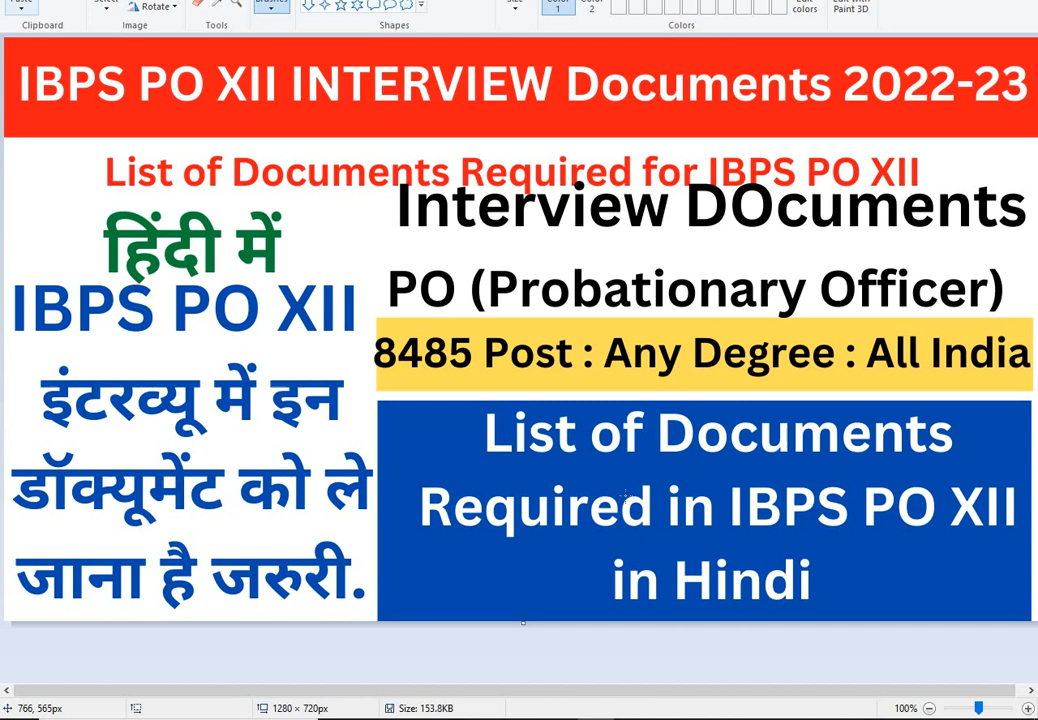 Paste
Select
Rotate
Brushes
Size
Color 1
Color 2
Edit colors
Edit with Paint 3D
Clipboard
Image
Tools
Shapes
Colors
IBPS PO XII INTERVIEW Documents 2022-23
List of Documents Required for IBPS PO XII
Interview DOcuments
हिंदी में
PO (Probationary Officer)
IBPS PO XII
8485 Post : Any Degree : All India
इंटरव्यू में इन
डॉक्यूमेंट को ले
जाना है जरुरी.
List of Documents
Required in IBPS PO XII
in Hindi
766, 565px
1280 × 720px
Size: 153.8KB
100%